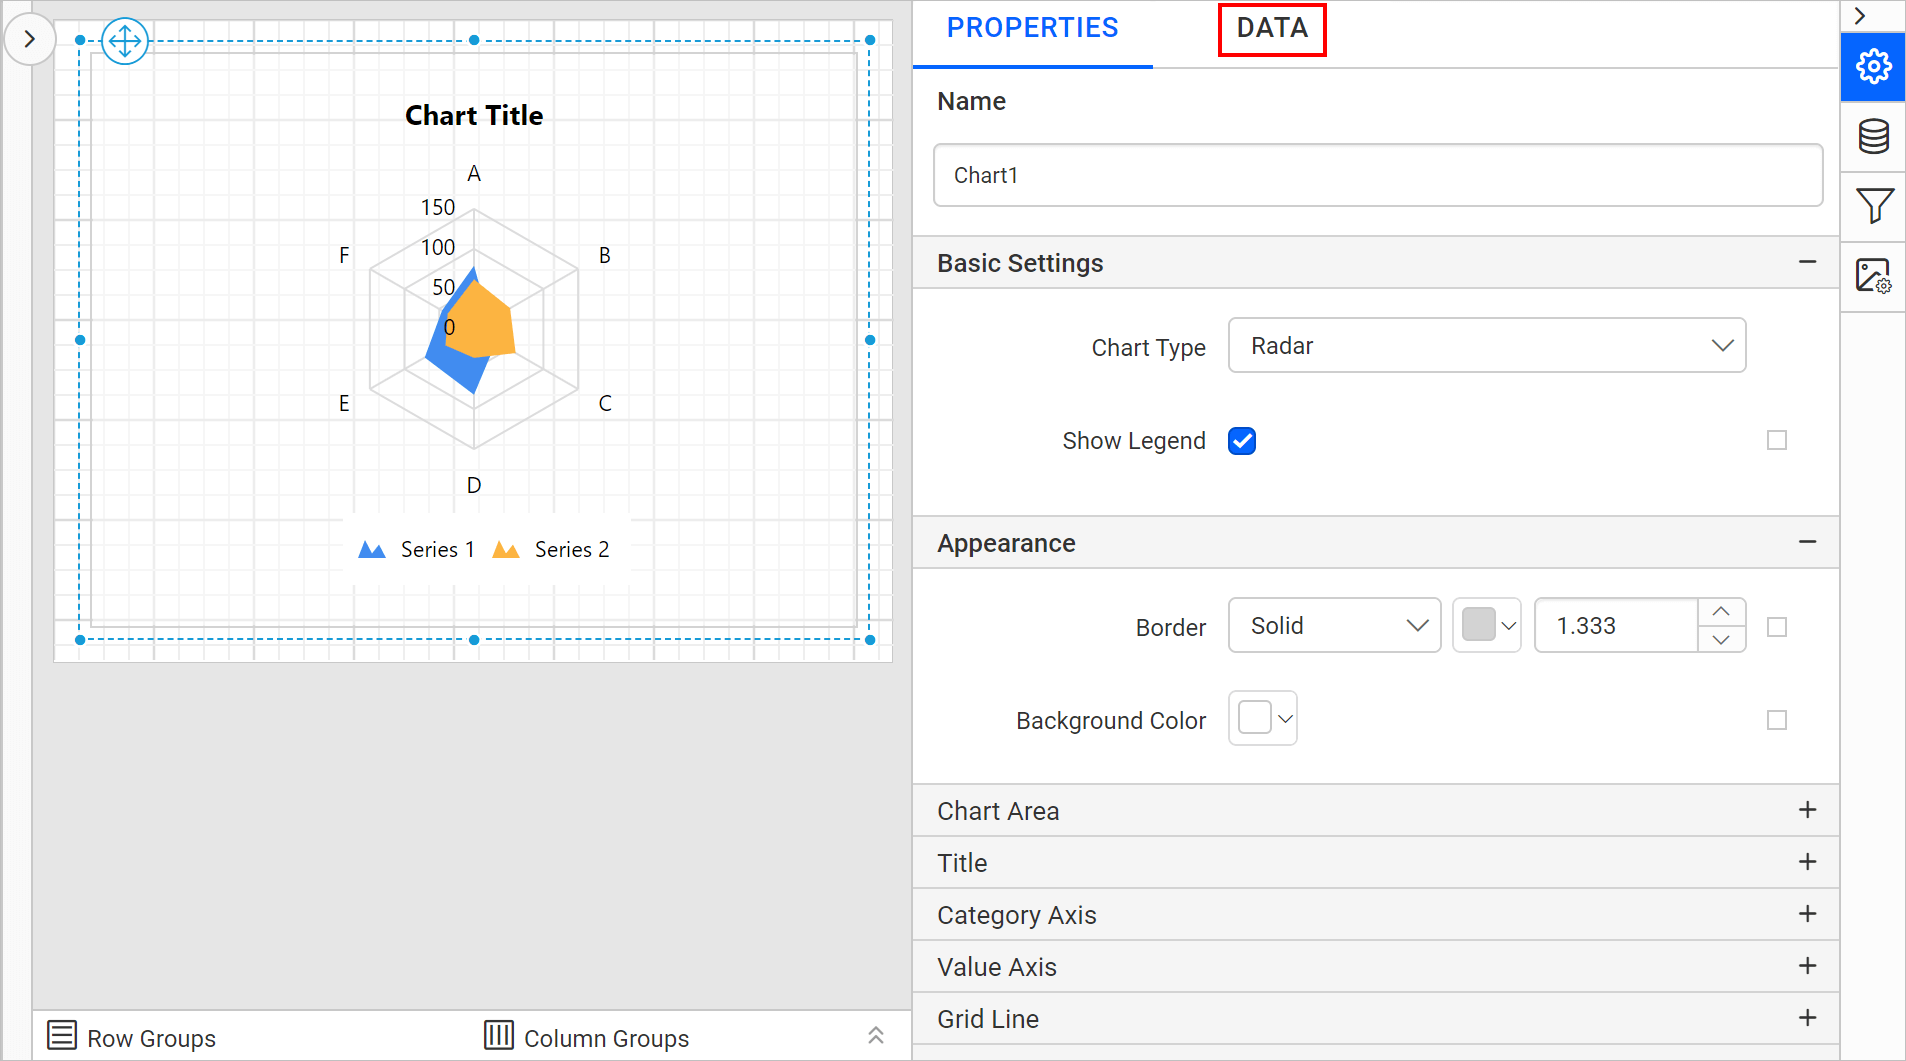 PROPERTIES
DATA
Name
Chart1
Basic Settings
Chart Type
Radar
Show Legend
Appearance
Border
Solid
1.333
Background Color
Chart Area
Title
Category Axis
Value Axis
Grid Line
Chart Title
A
150
100
50
0
F
B
E
C
D
Series 1
Series 2
Row Groups
Column Groups